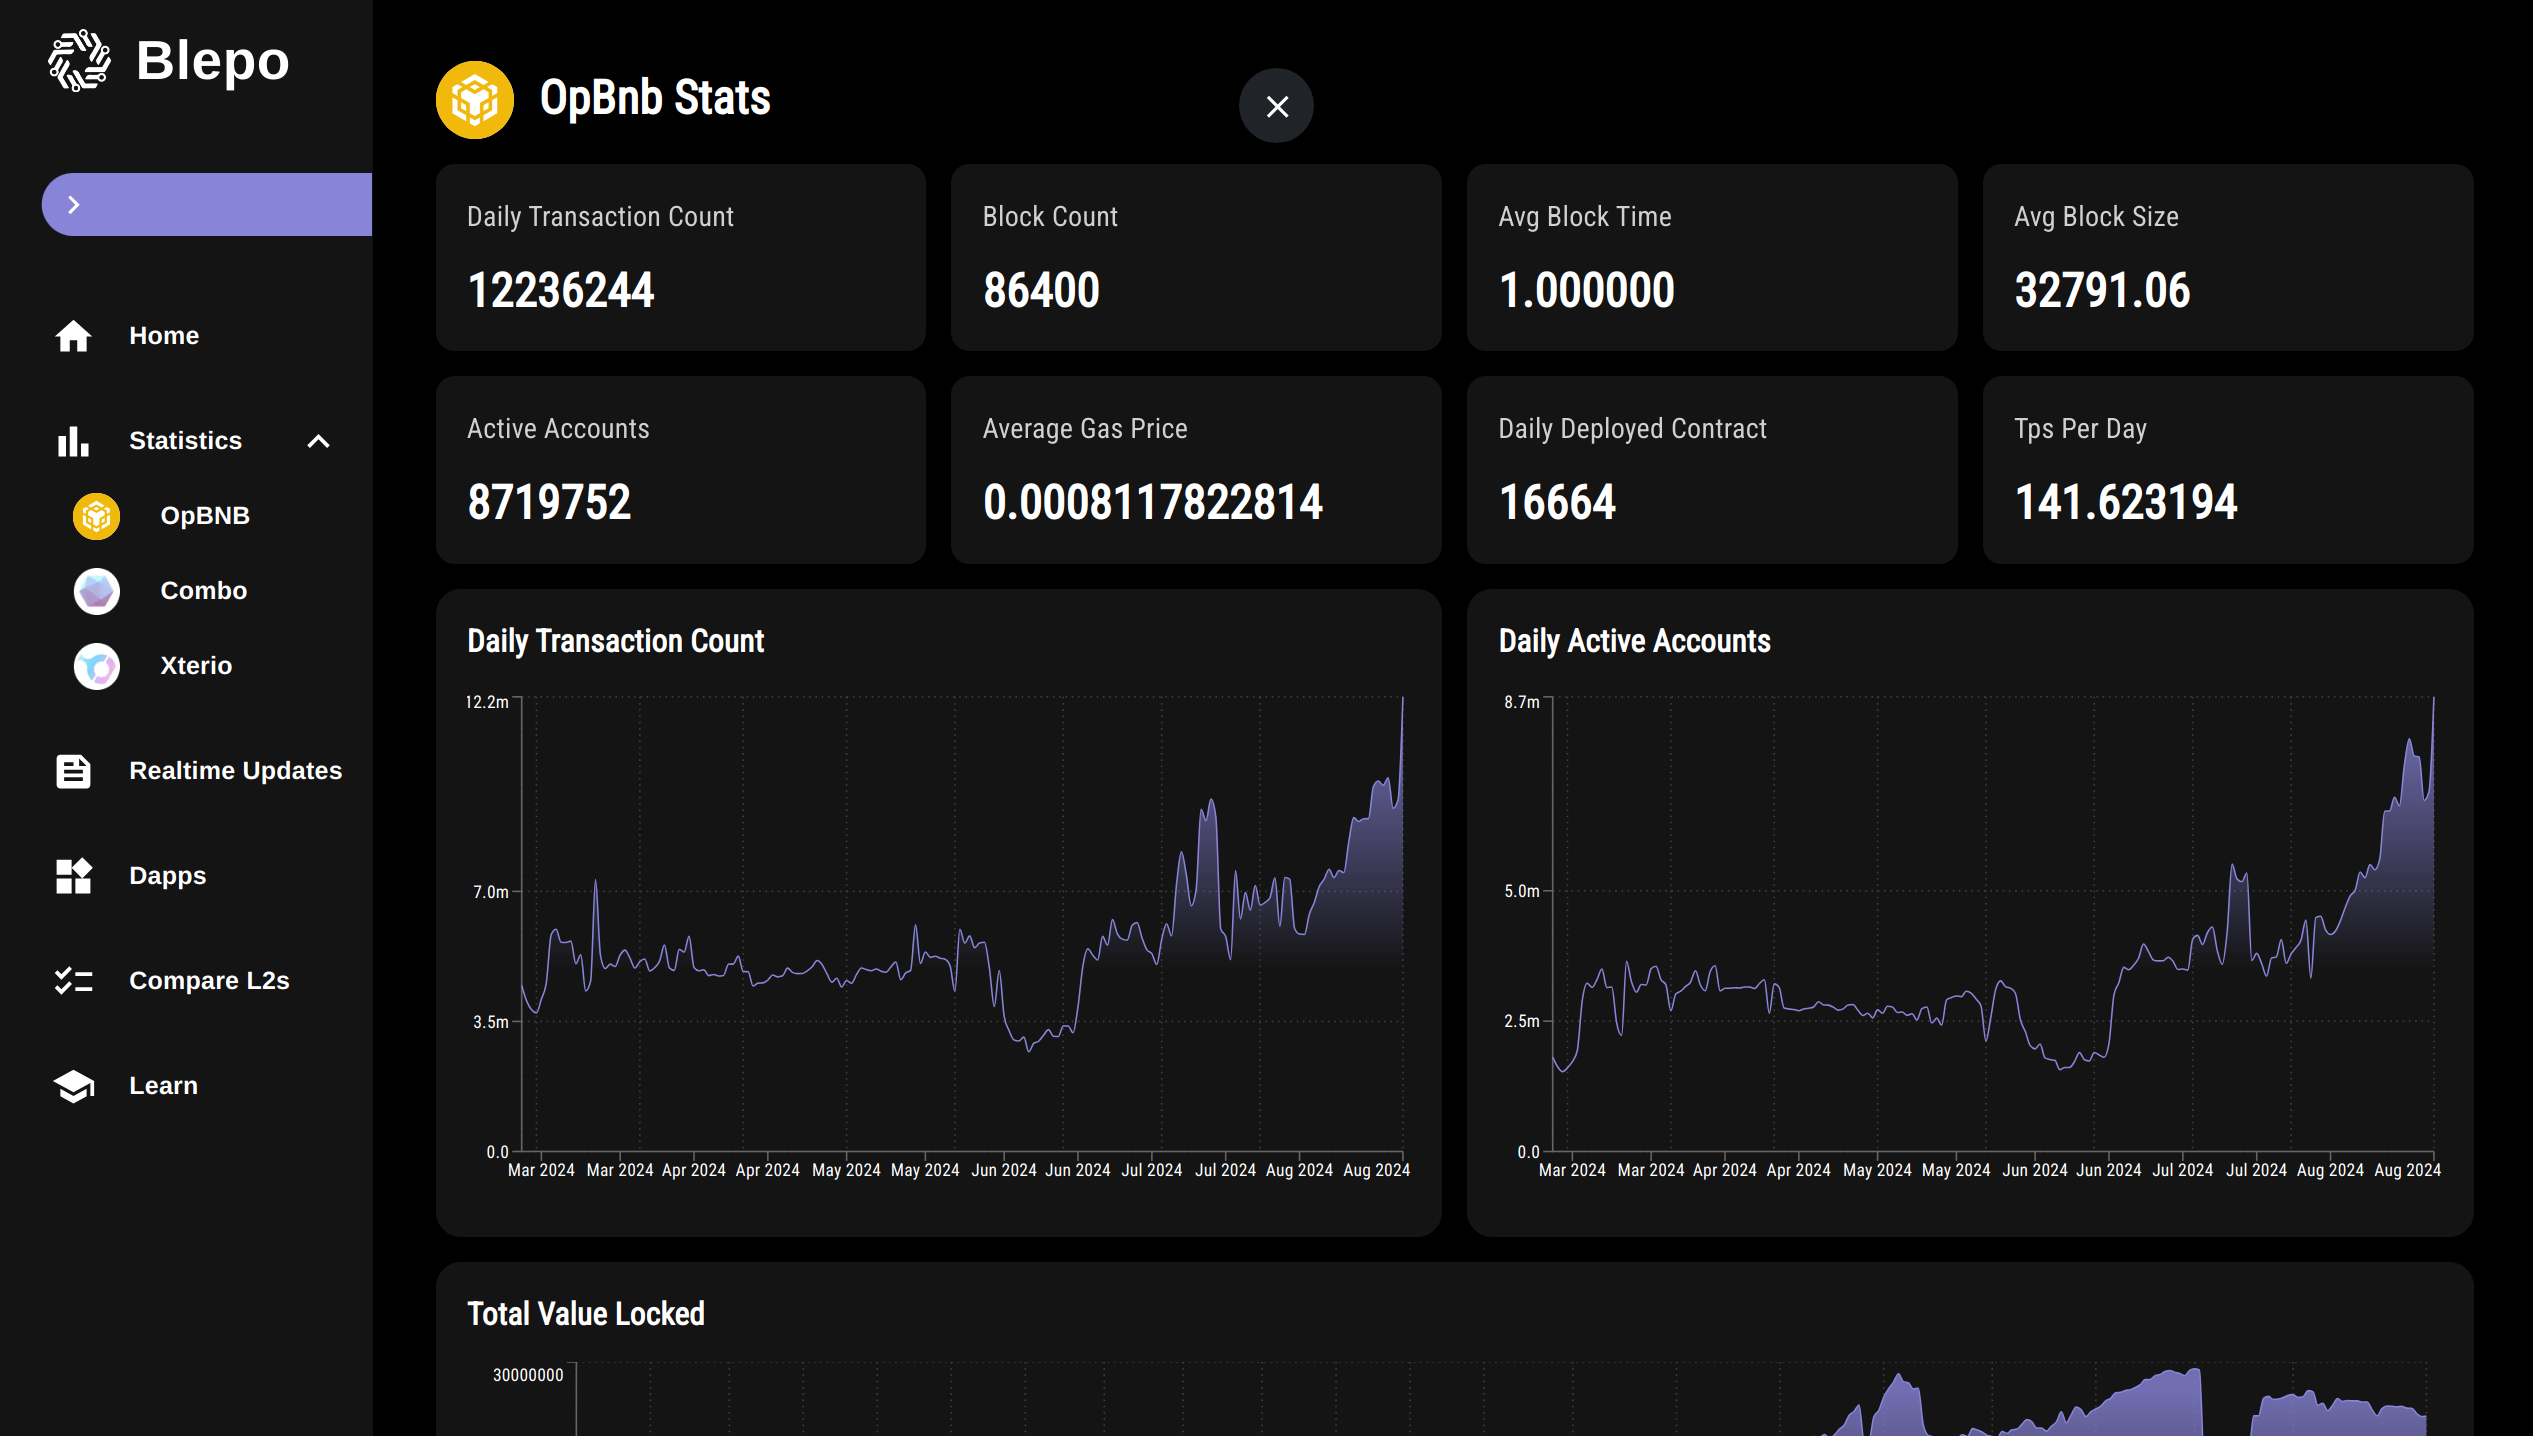 Blepo
Home
Statistics
OpBNB
Combo
Xterio
Realtime Updates
Dapps
Compare L2s
Learn
OpBnb Stats
Daily Transaction Count
12236244
Block Count
86400
Avg Block Time
1.000000
Avg Block Size
32791.06
Active Accounts
8719752
Average Gas Price
0.0008117822814
Daily Deployed Contract
16664
Tps Per Day
141.623194
Daily Transaction Count
12.2m
7.0m
3.5m
0.0
Mar 2024 Mar 2024 Apr 2024 Apr 2024 May 2024 May 2024 Jun 2024 Jun 2024 Jul 2024 Jul 2024 Aug 2024 Aug 2024
Daily Active Accounts
8.7m
5.0m
2.5m
0.0
Mar 2024 Mar 2024 Apr 2024 Apr 2024 May 2024 May 2024 Jun 2024 Jun 2024 Jul 2024 Jul 2024 Aug 2024 Aug 2024
Total Value Locked
30000000